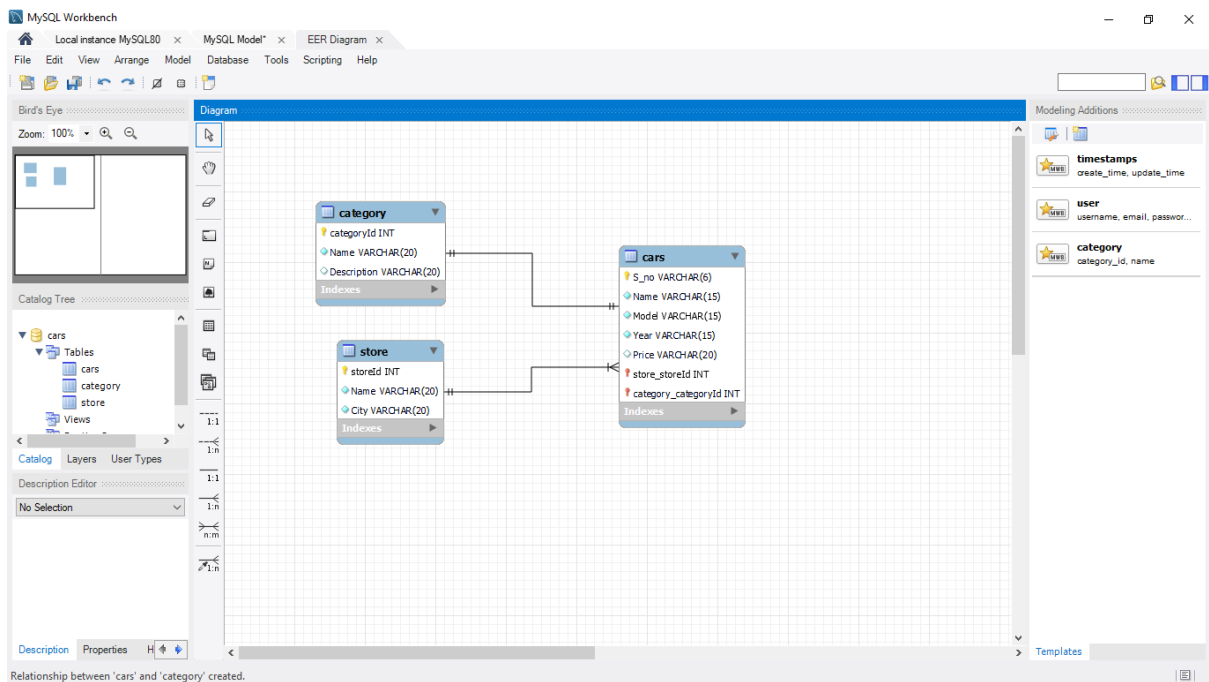 MySQL Workbench
Local instance MySQL80 × MySQL Model* × EER Diagram ×
File Edit View Arrange Model Database Tools Scripting Help
Bird's Eye
Zoom: 100%
Diagram
Modeling Additions
timestamps
create_time, update_time
user
username, email, passwor...
category
category_id, name
category
categoryId INT
Name VARCHAR(20)
Description VARCHAR(20)
Indexes
cars
S_no VARCHAR(6)
Name VARCHAR(15)
Model VARCHAR(15)
Year VARCHAR(15)
Price VARCHAR(20)
store_storeId INT
category_categoryId INT
Indexes
store
storeId INT
Name VARCHAR(20)
City VARCHAR(20)
Indexes
Catalog Tree
cars
Tables
cars
category
store
Views
Catalog Layers User Types
Description Editor
No Selection
1:1
1:n
1:1
1:n
n:m
1:n
Description Properties H
Templates
Relationship between 'cars' and 'category' created.